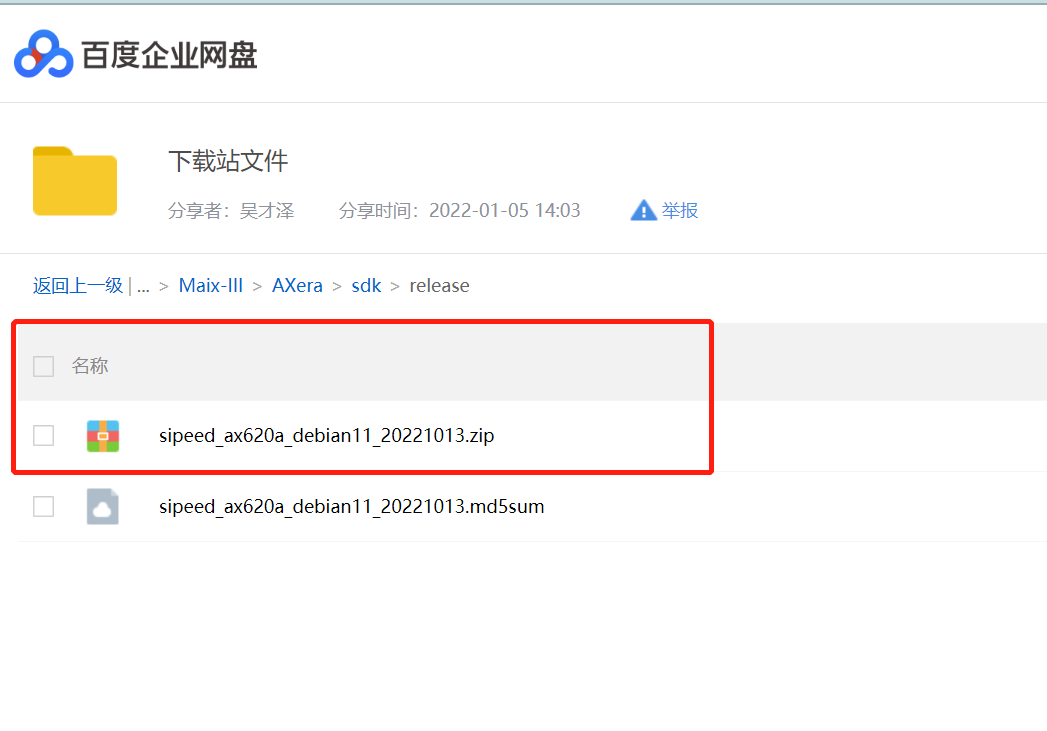 百度企业网盘
下载站文件
分享者：吴才泽 分享时间：2022-01-05 14:03 举报
返回上一级 | ... > Maix-III > AXera > sdk > release
名称
sipeed_ax620a_debian11_20221013.zip
sipeed_ax620a_debian11_20221013.md5sum